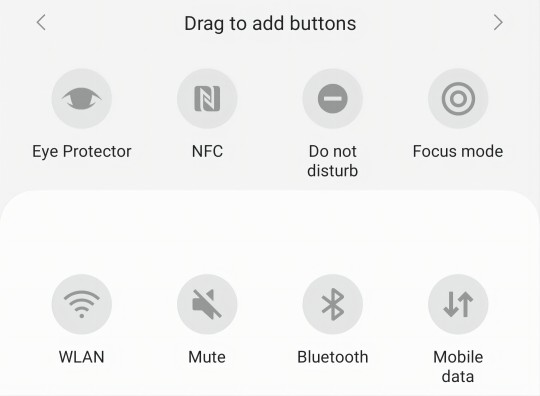 Drag to add buttons
Eye Protector
NFC
Do not
disturb
Focus mode
WLAN
Mute
Bluetooth
Mobile
data